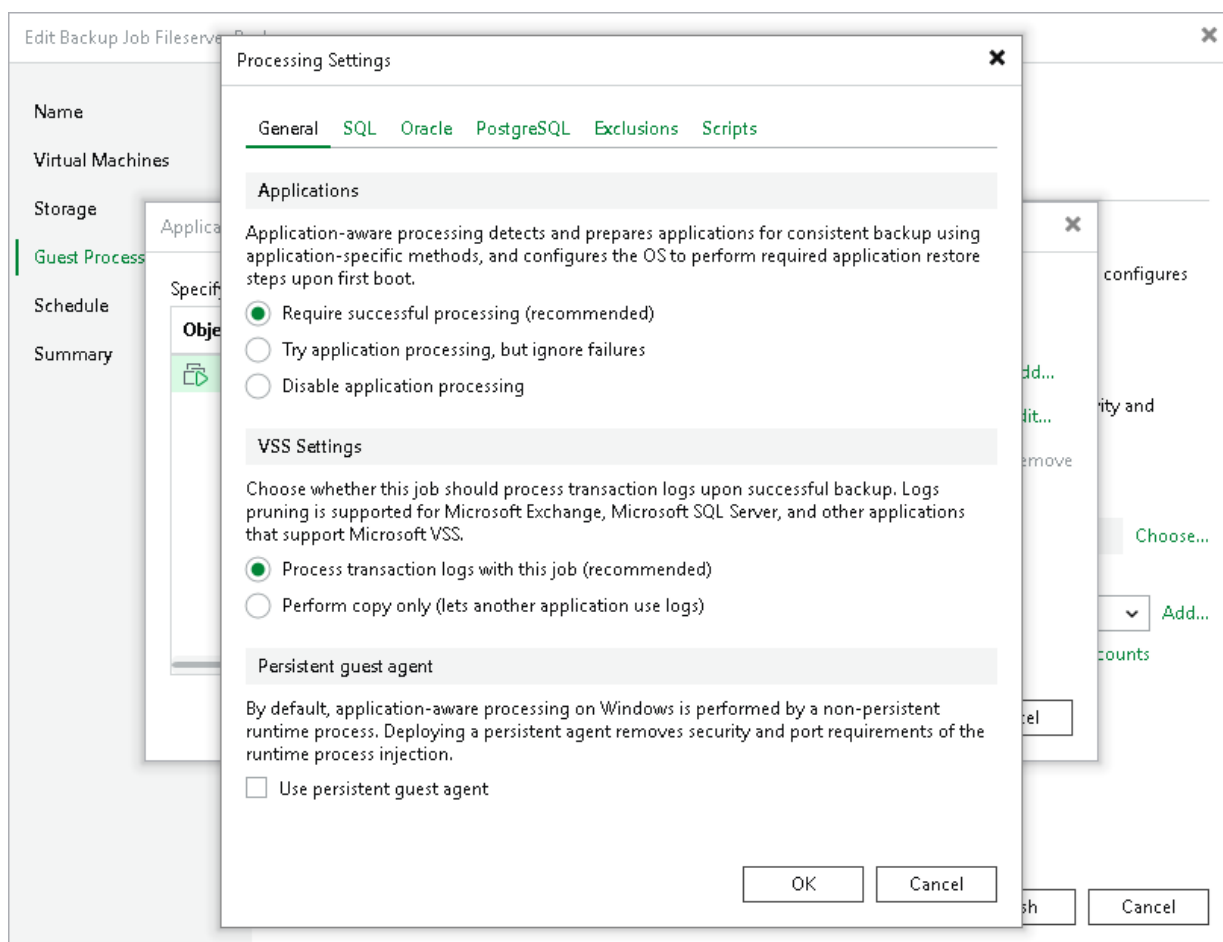 Edit Backup Job Fileserve
Processing Settings
Name
Virtual Machines
Storage
Guest Process
Schedule
Summary
Applica
Specify
Obje
General SQL Oracle PostgreSQL Exclusions Scripts
Applications
Application-aware processing detects and prepares applications for consistent backup using
application-specific methods, and configures the OS to perform required application restore
steps upon first boot.
Require successful processing (recommended)
Try application processing, but ignore failures
Disable application processing
VSS Settings
Choose whether this job should process transaction logs upon successful backup. Logs
pruning is supported for Microsoft Exchange, Microsoft SQL Server, and other applications
that support Microsoft VSS.
Process transaction logs with this job (recommended)
Perform copy only (lets another application use logs)
Persistent guest agent
By default, application-aware processing on Windows is performed by a non-persistent
runtime process. Deploying a persistent agent removes security and port requirements of the
runtime process injection.
Use persistent guest agent
OK Cancel
configures
dd...
dit...
ity and
emove
Choose...
Add...
counts
cel
sh
Cancel